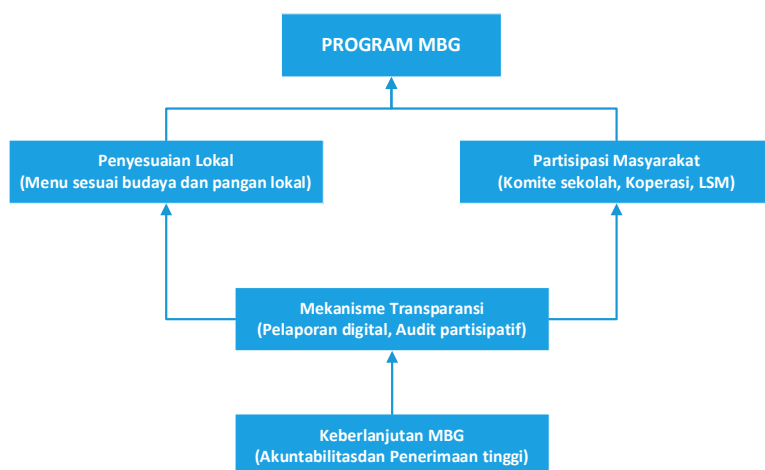 PROGRAM MBG
Penyesuaian Lokal
(Menu sesuai budaya dan pangan lokal)
Partisipasi Masyarakat
(Komite sekolah, Koperasi, LSM)
Mekanisme Transparansi
(Pelaporan digital, Audit partisipatif)
Keberlanjutan MBG
(Akuntabilitasdan Penerimaan tinggi)